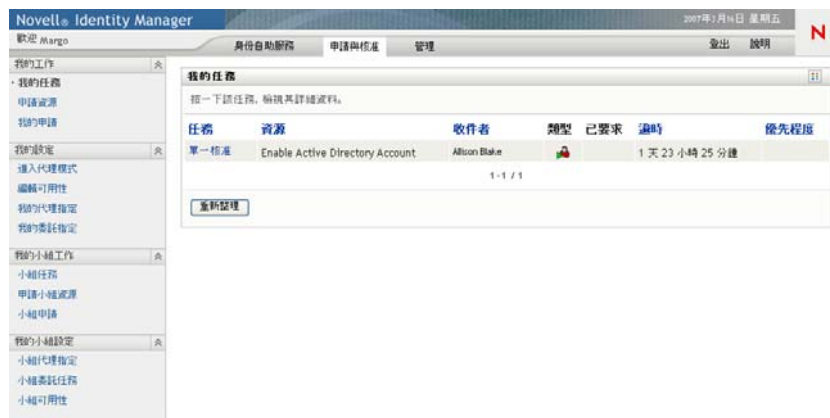 Novell® Identity Manager
2007年3月16日 星期五
歡迎 Margo
身份自助服務 申請與核准 管理 登出 說明
N
我的工作
我的任務
申請資源
我的申請
我的設定
進入代理模式
編輯可用性
我的代理指定
我的委託指定
我的小組工作
小組任務
申請小組資源
小組申請
我的小組設定
小組代理指定
小組委託任務
小組可用性
我的任務
按一下該任務, 檢視其詳細資料。
任務 資源 收件者 類型 已要求 逾時 優先程度
單一核准 Enable Active Directory Account Allison Blake 1 天 23 小時 25 分鐘
1-1 / 1
重新整理